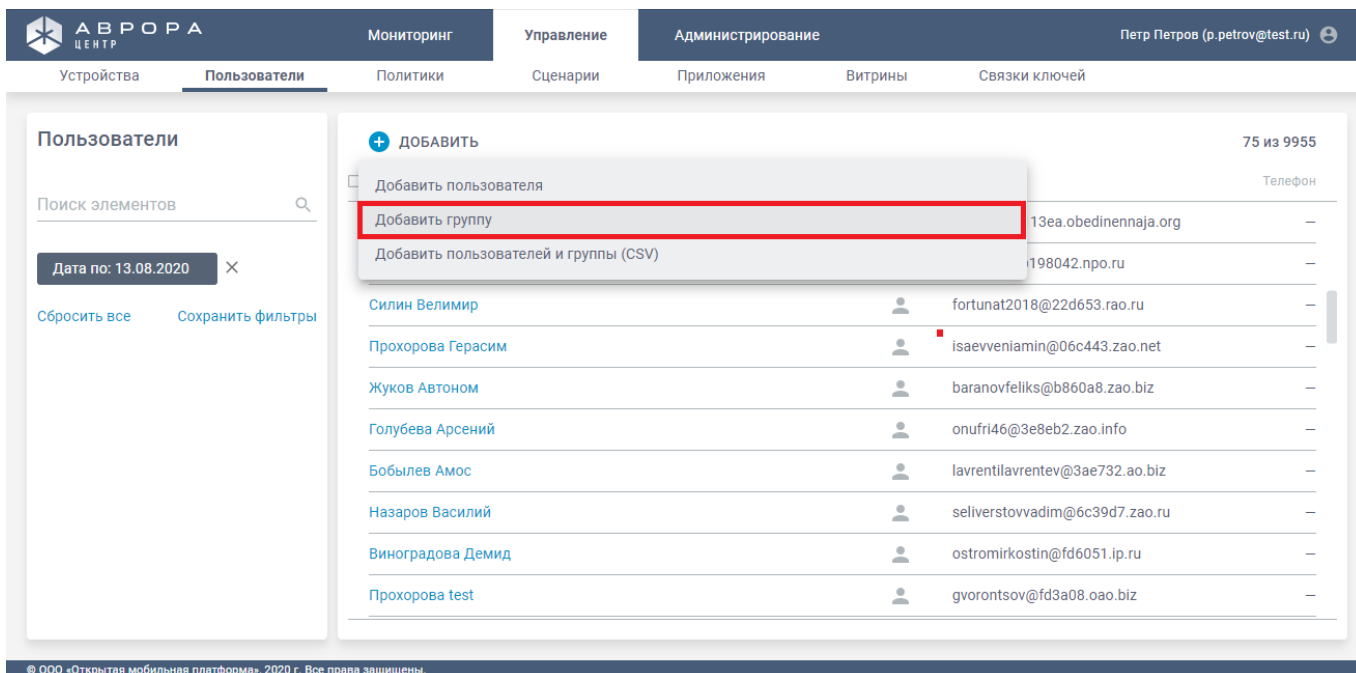 АВРОРА
ЦЕНТР
Мониторинг Управление Администрирование Петр Петров (p.petrov@test.ru)
Устройства Пользователи Политики Сценарии Приложения Витрины Связки ключей
Пользователи
Поиск элементов
Дата по: 13.08.2020
Сбросить все Сохранить фильтры
ДОБАВИТЬ 75 из 9955
Телефон
Добавить пользователя
Добавить группу 13ea.obedinennaja.org —
Добавить пользователей и группы (CSV) 198042.npo.ru —
Силин Велимир fortunat2018@22d653.rao.ru —
Прохорова Герасим isaevveniamin@06c443.zao.net —
Жуков Автоном baranovfeliks@b860a8.zao.biz —
Голубева Арсений onufri46@3e8eb2.zao.info —
Бобылев Амос lavrentilavrentev@3ae732.ao.biz —
Назаров Василий seliverstovvadim@6c39d7.zao.ru —
Виноградова Демид ostromirkostin@fd6051.ip.ru —
Прохорова test gvorontsov@fd3a08.oao.biz —
© ООО «Открытая мобильная платформа», 2020 г. Все права защищены.